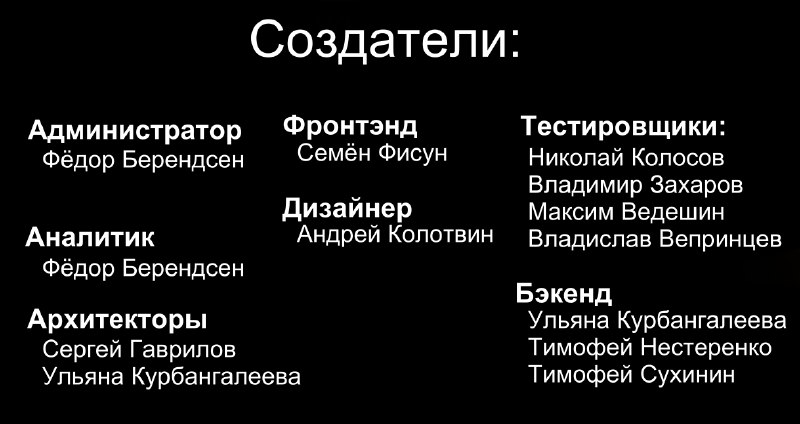 Создатели:
Администратор
Фёдор Берендсен
Аналитик
Фёдор Берендсен
Архитекторы
Сергей Гаврилов
Ульяна Курбангалеева
Фронтэнд
Семён Фисун
Дизайнер
Андрей Колотвин
Тестировщики:
Николай Колосов
Владимир Захаров
Максим Ведешин
Владислав Вепринцев
Бэкенд
Ульяна Курбангалеева
Тимофей Нестеренко
Тимофей Сухинин